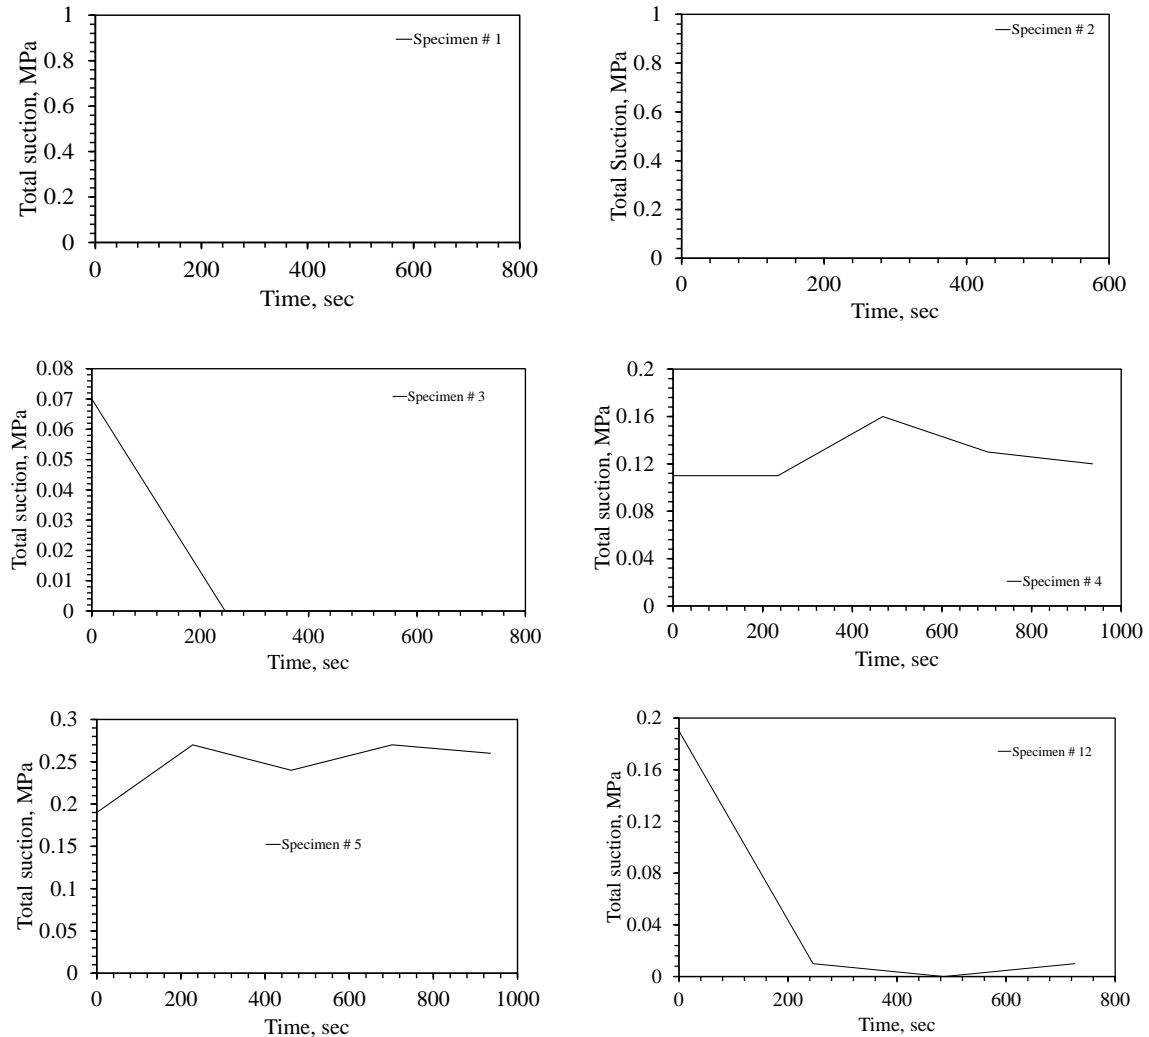 1
0.8
0.6
0.4
0.2
0
0 200 400 600 800
Total suction, MPa
Time, sec
Specimen # 1
1
0.8
0.6
0.4
0.2
0
0 200 400 600
Total Suction, MPa
Time, sec
Specimen # 2
0.08
0.07
0.06
0.05
0.04
0.03
0.02
0.01
0
0 200 400 600 800
Total suction, MPa
Time, sec
Specimen # 3
0.2
0.16
0.12
0.08
0.04
0
0 200 400 600 800 1000
Total suction, MPa
Time, sec
Specimen # 4
0.3
0.25
0.2
0.15
0.1
0.05
0
0 200 400 600 800 1000
Total suction, MPa
Time, sec
Specimen # 5
0.2
0.16
0.12
0.08
0.04
0
0 200 400 600 800
Total suction, MPa
Time, sec
Specimen # 12